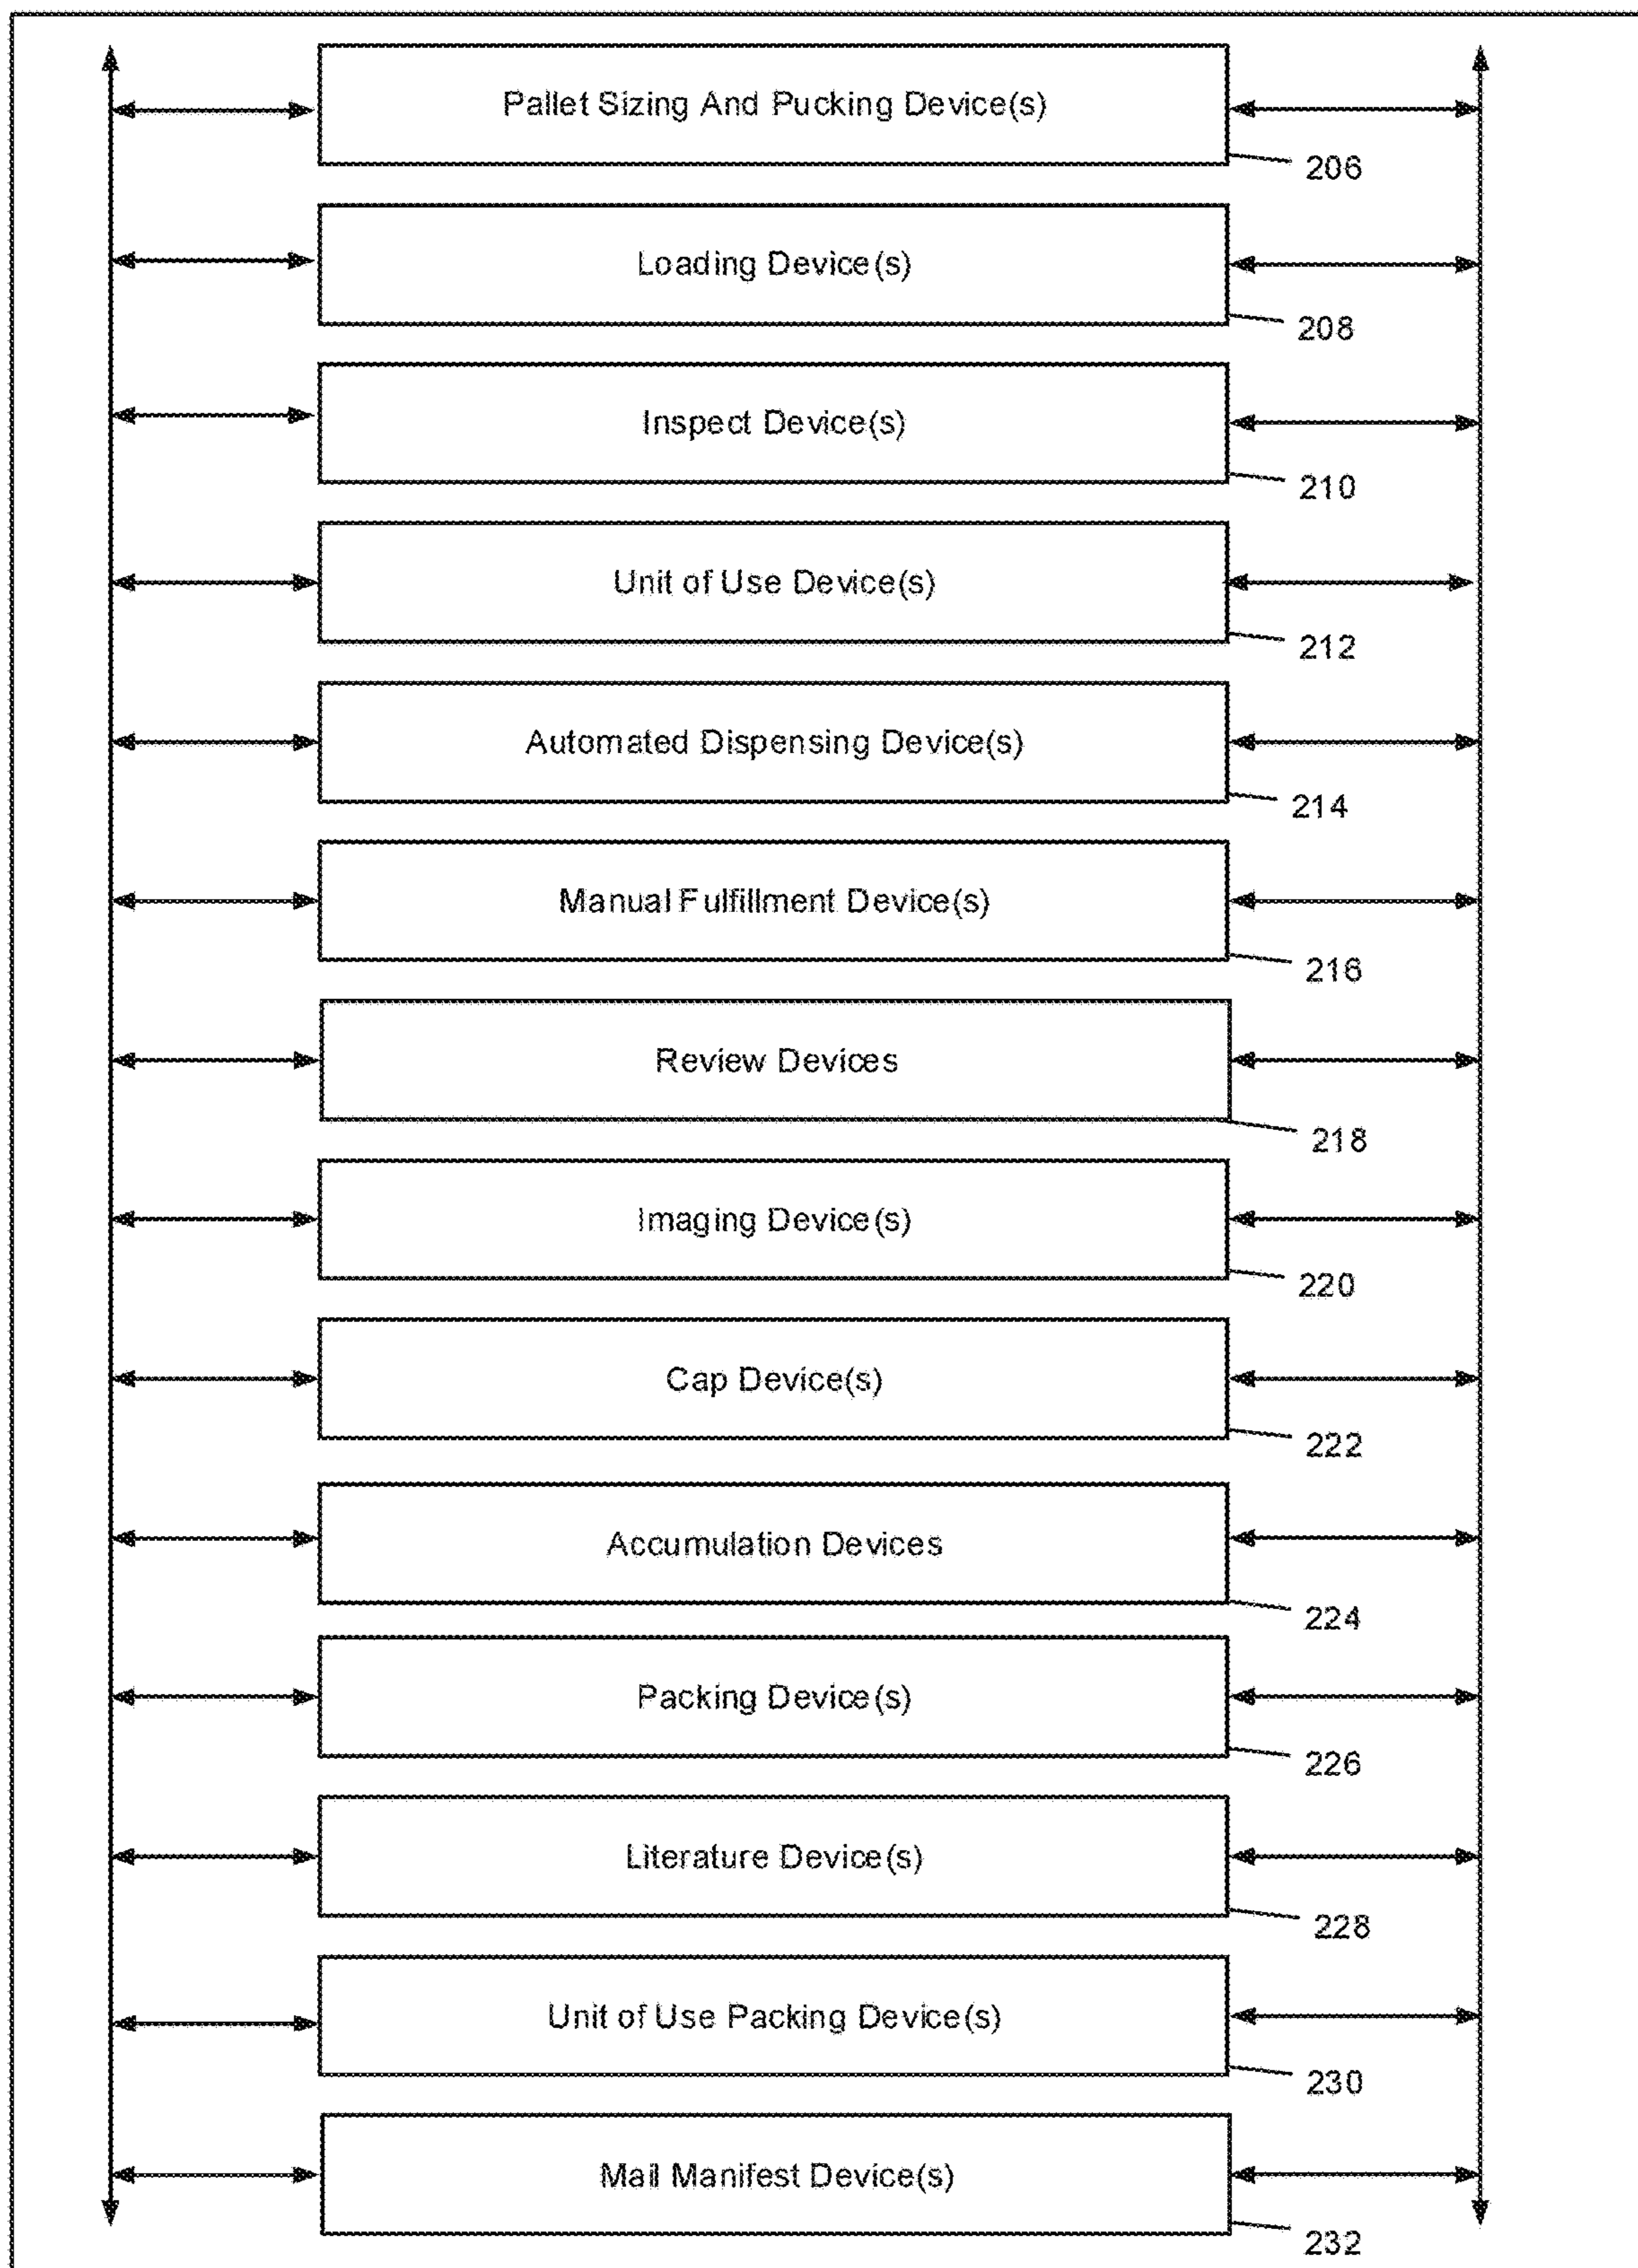 Pallet Sizing And Pucking Device(s)
206
Loading Device(s)
208
Inspect Device(s)
210
Unit of Use Device(s)
212
Automated Dispensing Device(s)
214
Manual Fulfillment Device(s)
216
Review Devices
218
Imaging Device(s)
220
Cap Device(s)
222
Accumulation Devices
224
Packing Device(s)
226
Literature Device(s)
228
Unit of Use Packing Device(s)
230
Mail Manifest Device(s)
232